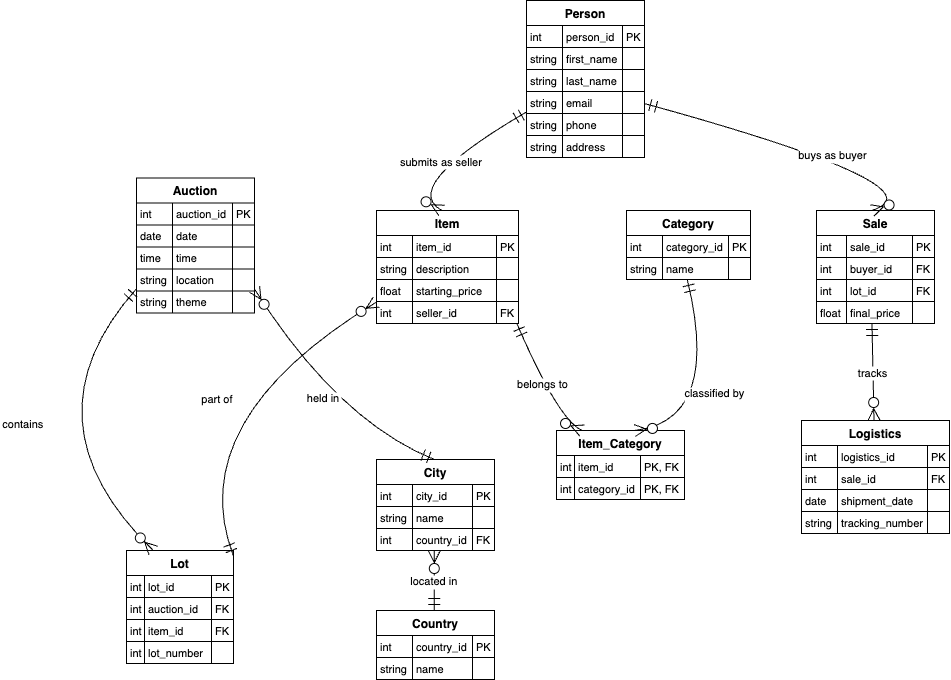 Person
int person_id PK
string first_name
string last_name
string email
string phone
string address
submits as seller
buys as buyer
Auction
int auction_id PK
date date
time time
string location
string theme
Item
int item_id PK
string description
float starting_price
int seller_id FK
Category
int category_id PK
string name
Sale
int sale_id PK
int buyer_id FK
int lot_id FK
float final_price
contains
part of
held in
belongs to
classified by
tracks
City
int city_id PK
string name
int country_id FK
Item_Category
int item_id PK, FK
int category_id PK, FK
Logistics
int logistics_id PK
int sale_id FK
date shipment_date
string tracking_number
Lot
int lot_id PK
int auction_id FK
int item_id FK
int lot_number
located in
Country
int country_id PK
string name